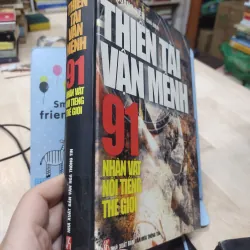 THIÊN TÀI
VẬN MỆNH
91
NHÂN VẬT
NỔI TIẾNG
THẾ GIỚI
THIÊN TÀI
VẬN MỆNH
91
NHÂN VẬT
NỔI TIẾNG
THẾ GIỚI
Sm
friend